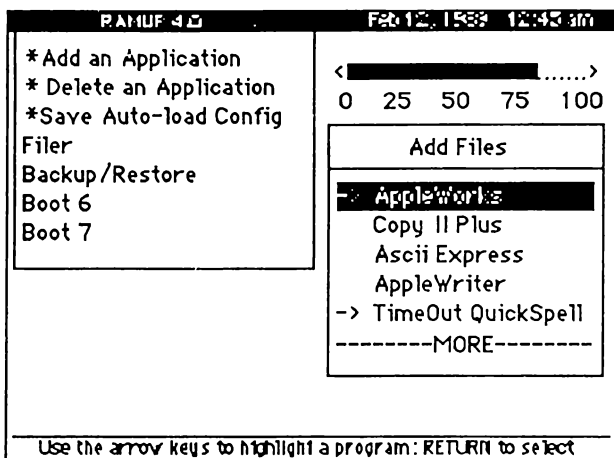 RAMUP 4.0 Feb 12, 1989 12:45 am
*Add an Application
* Delete an Application
*Save Auto-load Config
Filer
Backup/Restore
Boot 6
Boot 7
<.......>
0 25 50 75 100
Add Files
-> AppleWorks
Copy II Plus
Ascii Express
AppleWriter
-> TimeOut QuickSpell
--------MORE--------
Use the arrow keys to highlight a program: RETURN to select